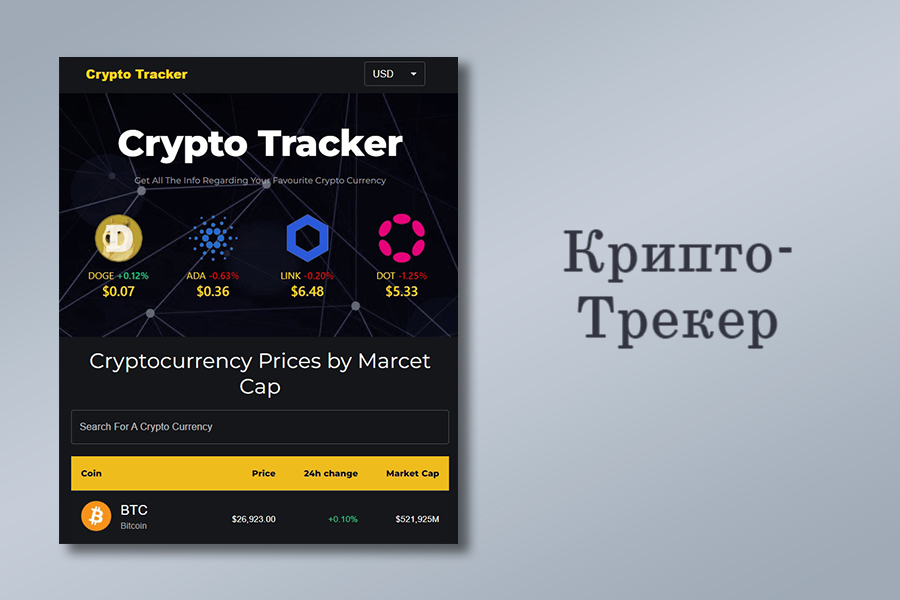 Crypto Tracker
USD
Crypto Tracker
Get All The Info Regarding Your Favourite Crypto Currency
DOGE +0.12%
$0.07
ADA -0.63%
$0.36
LINK -0.20%
$6.48
DOT -1.25%
$5.33
Cryptocurrency Prices by Marcet
Cap
Search For A Crypto Currency
Coin Price 24h change Market Cap
BTC
Bitcoin
$26,923.00 +0.10% $521,925M
Крипто-
Трекер